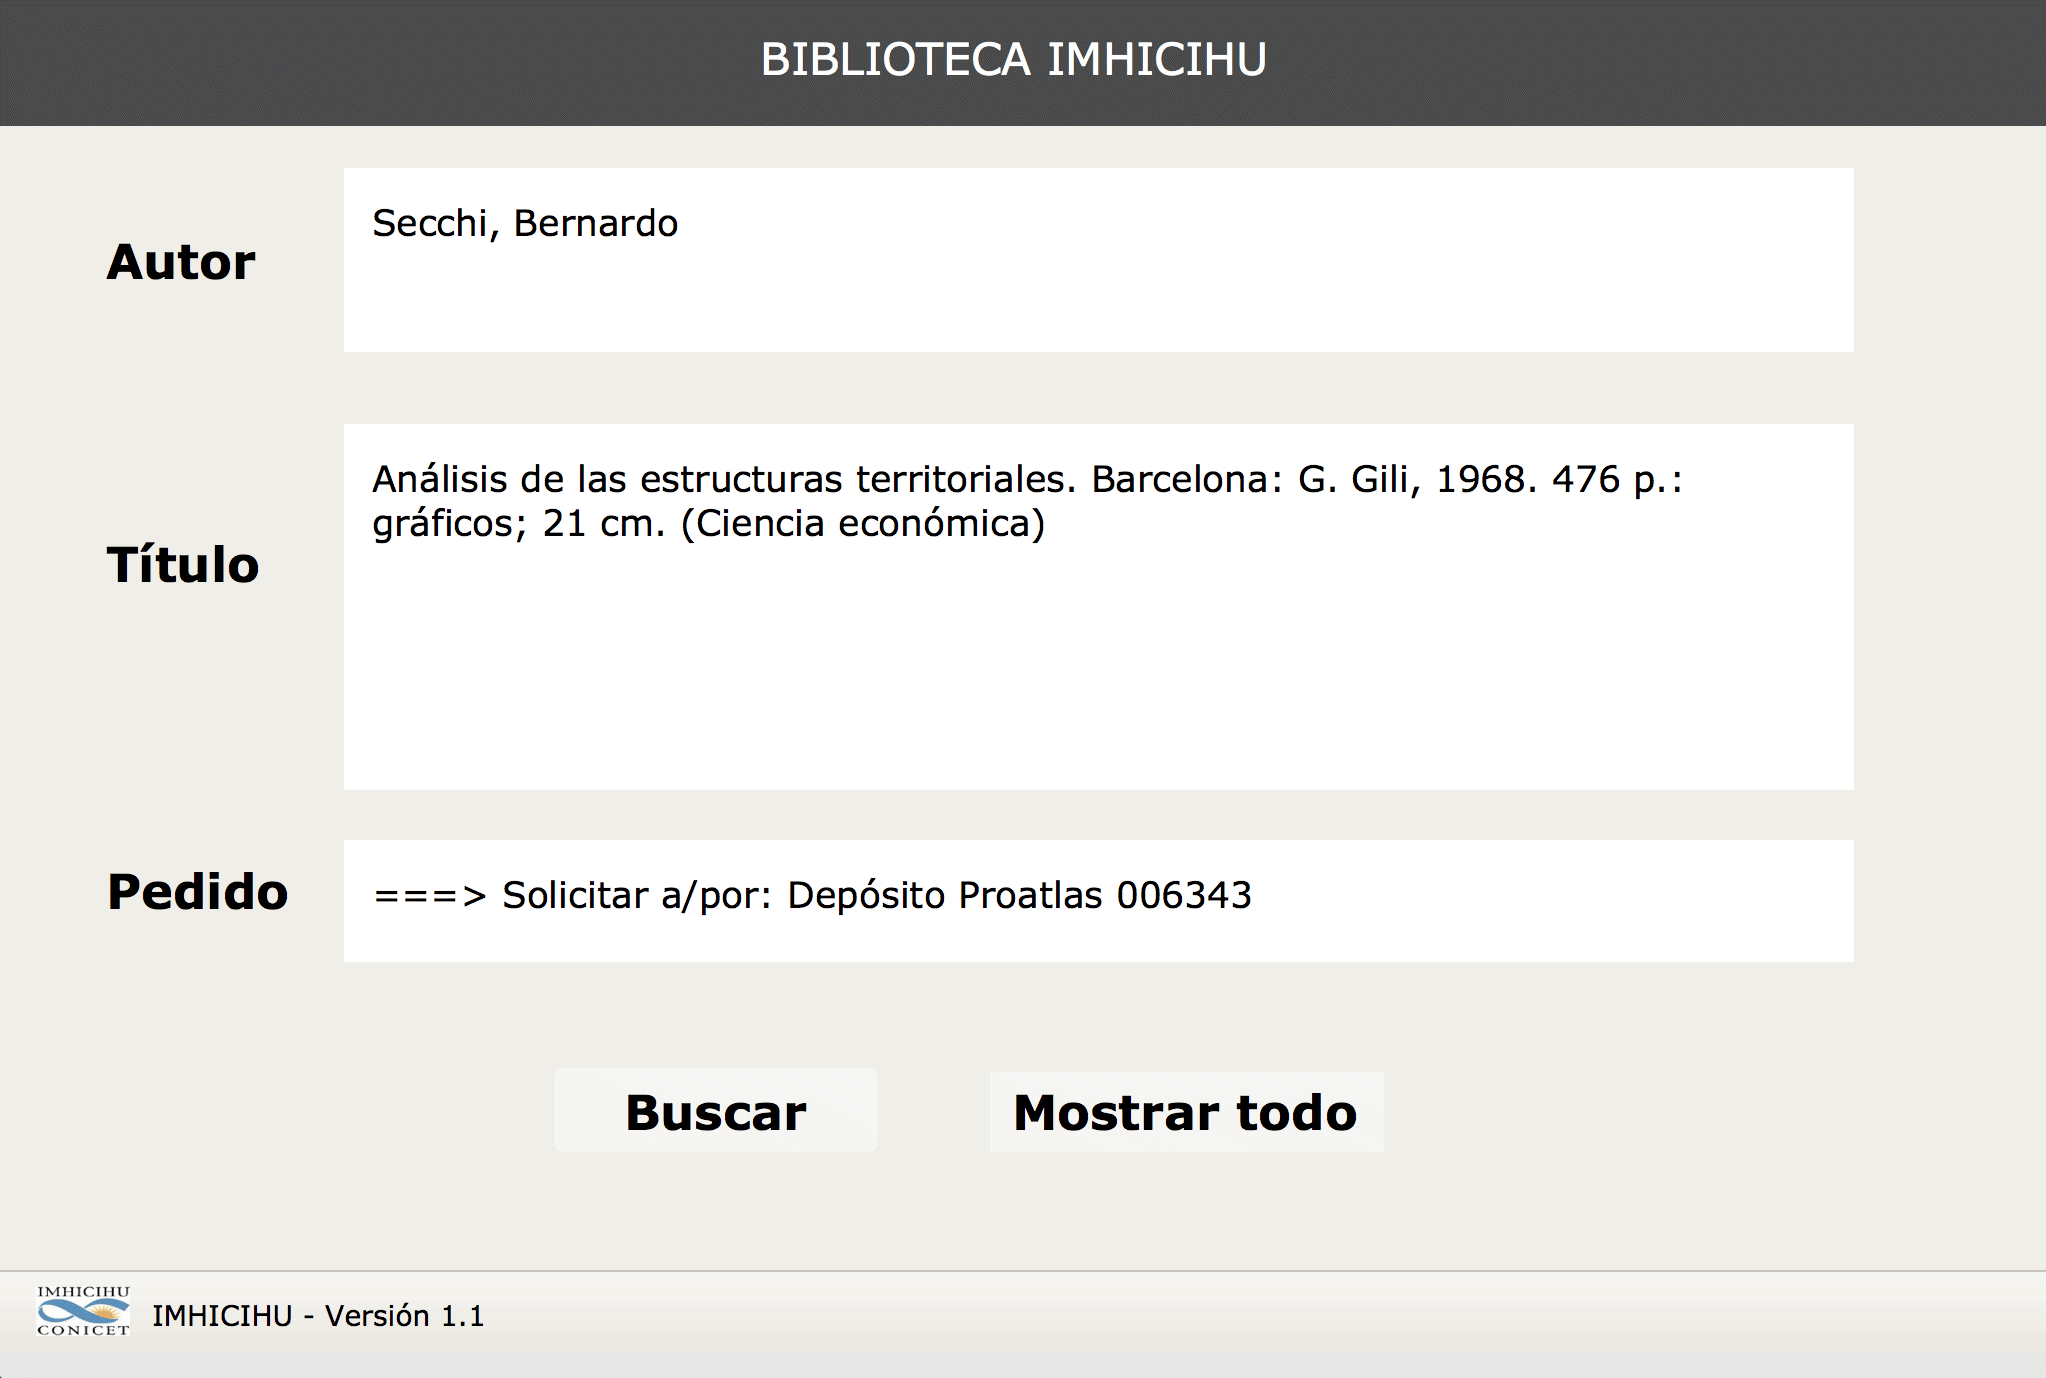 BIBLIOTECA IMHICIHU
Autor
Secchi, Bernardo
Título
Análisis de las estructuras territoriales. Barcelona: G. Gili, 1968. 476 p.:
gráficos; 21 cm. (Ciencia económica)
Pedido
===> Solicitar a/por: Depósito Proatlas 006343
Buscar
Mostrar todo
IMHICIHU
CONICET
IMHICIHU - Versión 1.1